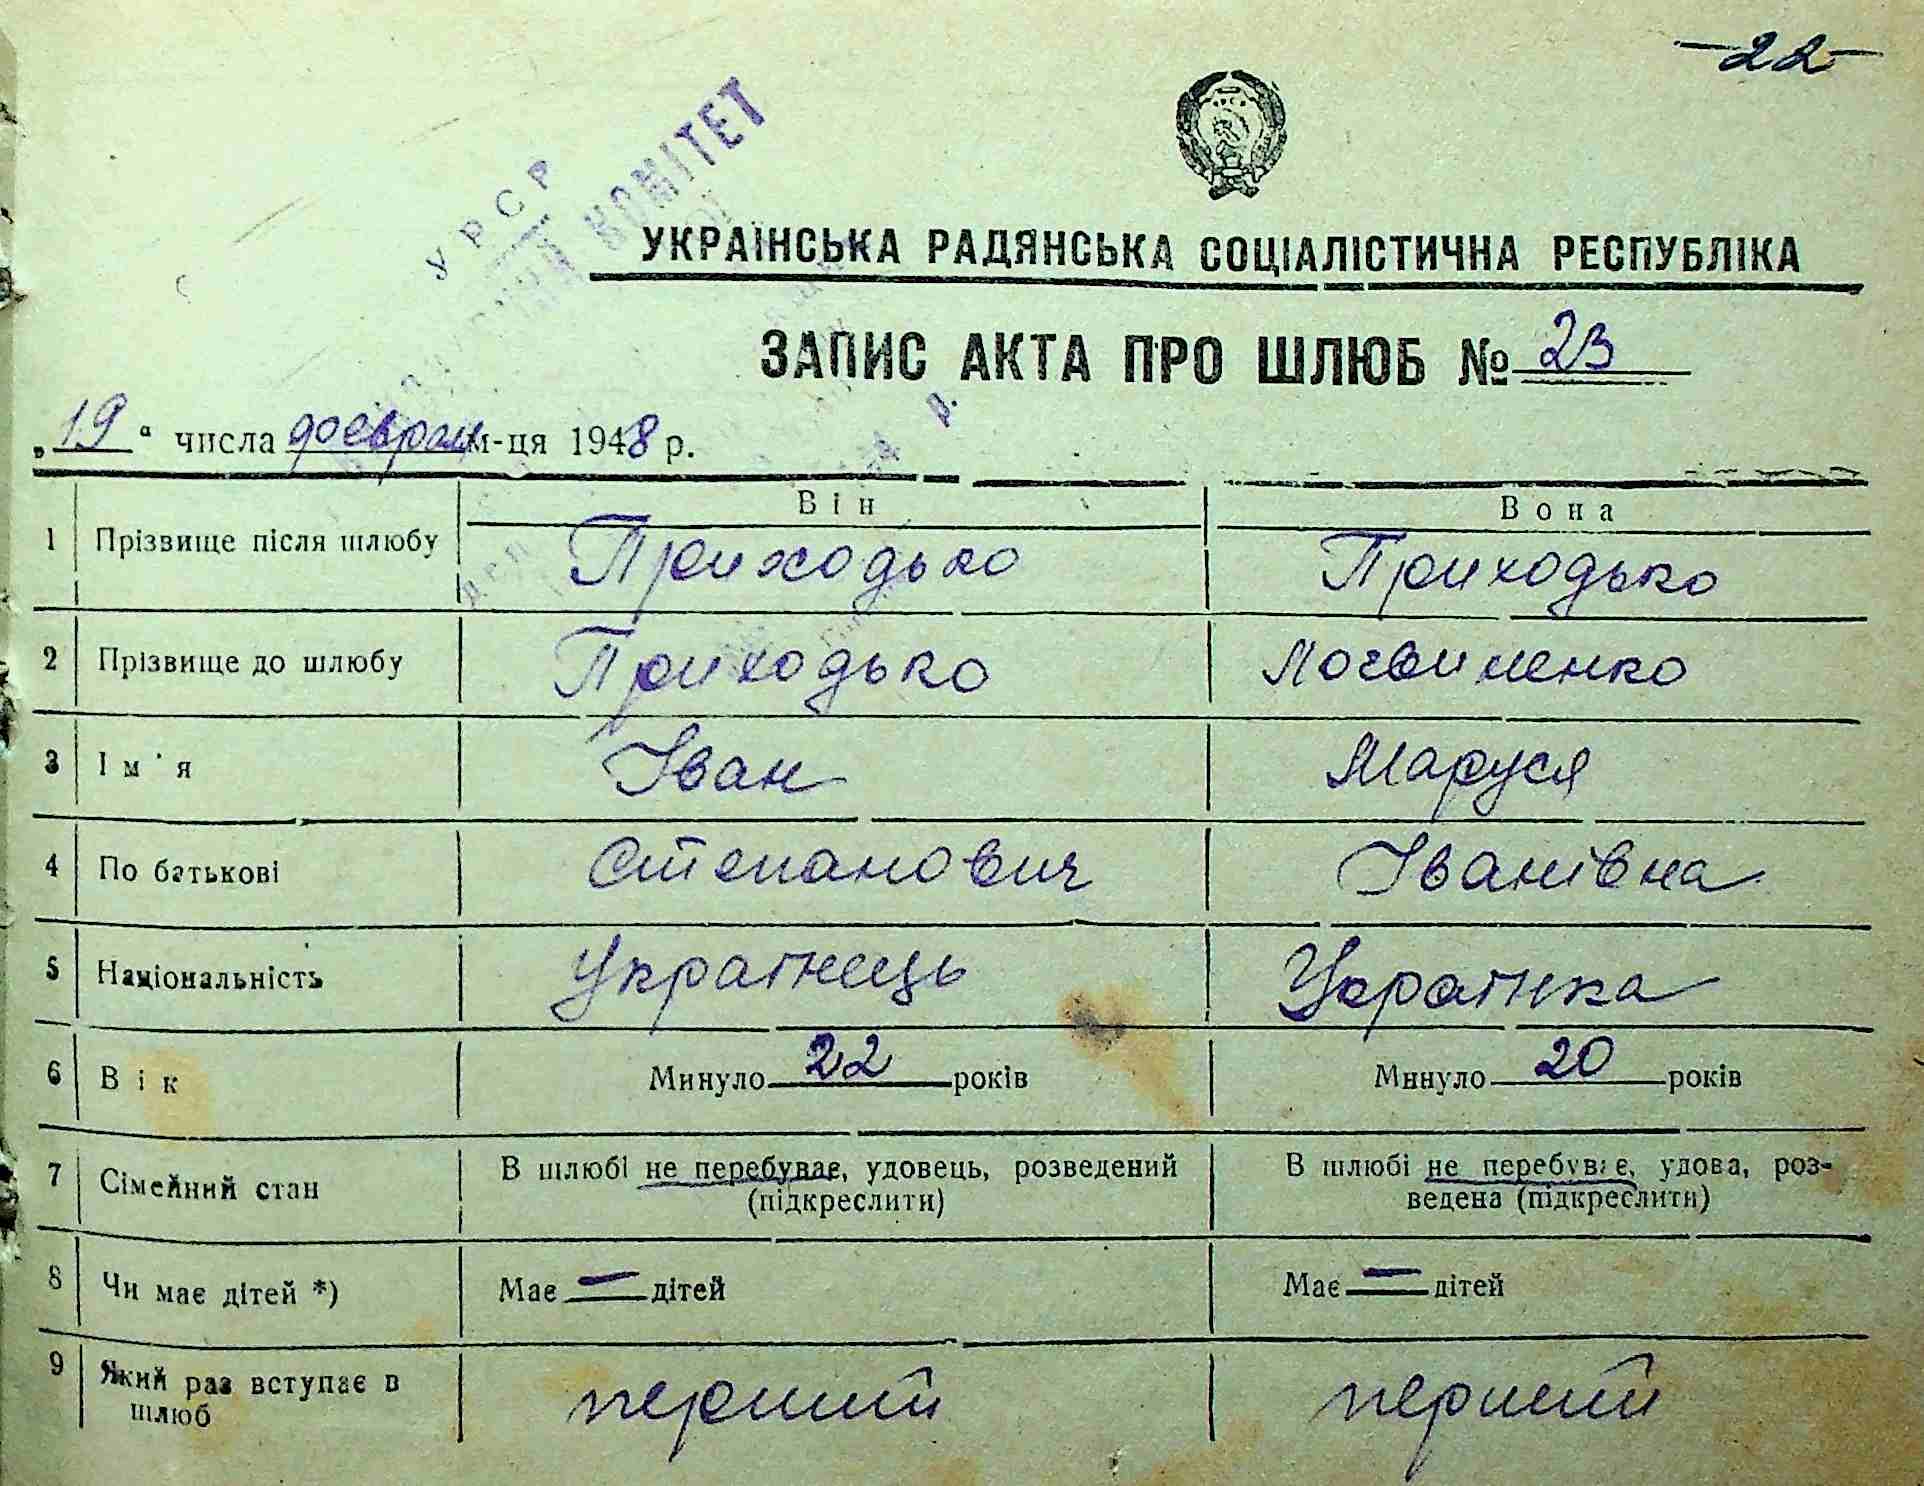 -22-
УРСР
КОМІТЕТ
УКРАЇНСЬКА РАДЯНСЬКА СОЦІАЛІСТИЧНА РЕСПУБЛІКА
ЗАПИС АКТА ПРО ШЛЮБ № 23
„19“ числа февраля м-ця 1948 р.
Він Вона
1 Прізвище після шлюбу Приходько Приходько
2 Прізвище до шлюбу Приходько Логвиненко
3 Ім'я Іван Маруся
4 По батькові Степанович Іванівна
5 Національність Українець Українка
6 Вік Минуло 22 років Минуло 20 років
7 Сімейний стан В шлюбі не перебуває, удовець, розведений (підкреслити) В шлюбі не перебуває, удова, роз-
ведена (підкреслити)
8 Чи має дітей *) Має — дітей Має — дітей
9 Який раз вступає в перший перший
шлюб